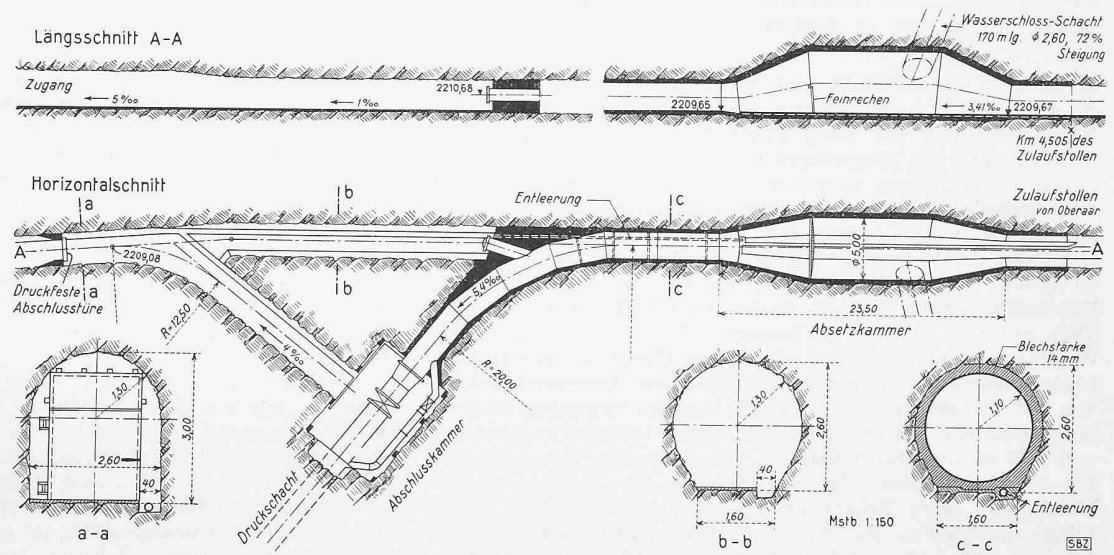 Längsschnitt A-A
Wasserschloss-Schacht
170 m lg. ϕ 2,60, 72%
Steigung
Zugang
5‰
1‰
2210,68
2209,65
Feinrechen
3,41‰
2209,67
Km 4,505 des
Zulaufstollen
Horizontalschnitt
a
b
Entleerung
c
Zulaufstollen
von Oberaar
A
A
2209,08
Druckfeste
Abschlusstüre
a
b
c
ϕ 5,00
R=12,50
5,4‰
23,50
Absetzkammer
4‰
R=20,00
Blechstärke
14 mm
1,30
3,00
2,60
40
a-a
Druckschacht
Abschlusskammer
1,30
2,60
40
1,60
b-b
Mstb. 1:150
1,10
2,60
1,60
Entleerung
c-c
SBZ